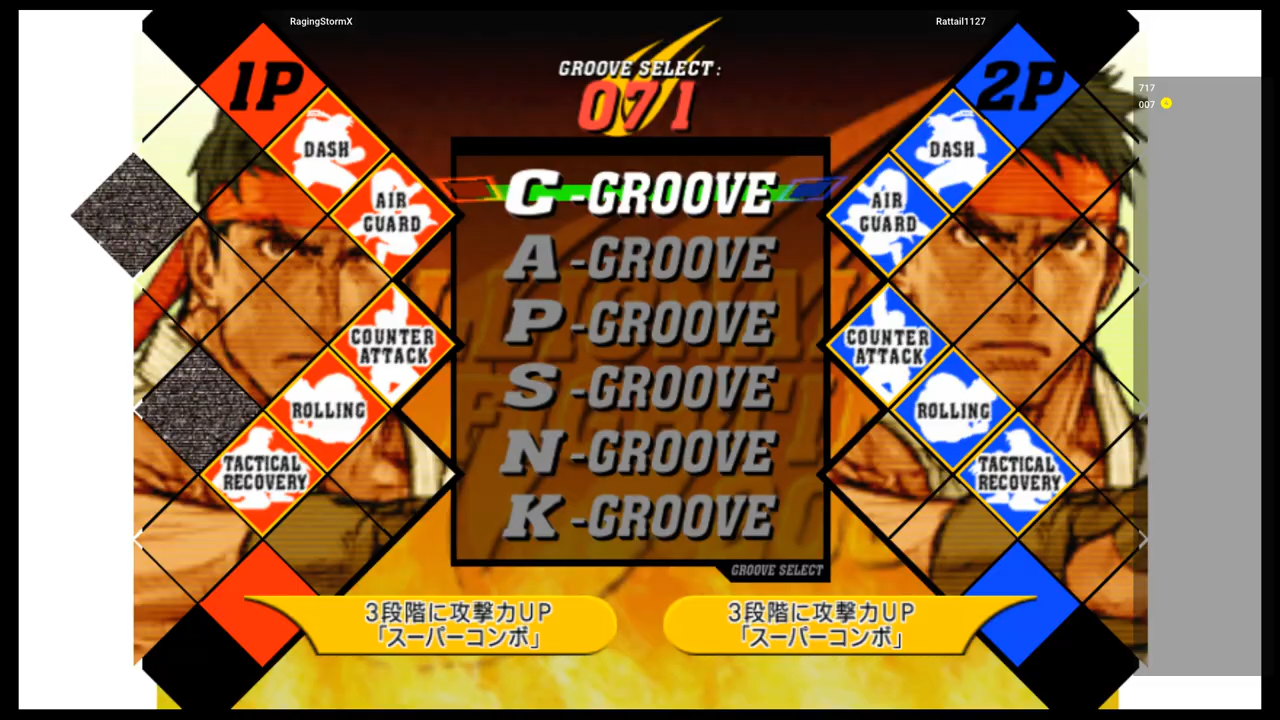 RagingStormX
Rattail1127
GROOVE SELECT:
071
1P
2P
717
007
DASH
AIR
GUARD
COUNTER
ATTACK
ROLLING
TACTICAL
RECOVERY
C-GROOVE
A-GROOVE
P-GROOVE
S-GROOVE
N-GROOVE
K-GROOVE
GROOVE SELECT
DASH
AIR
GUARD
COUNTER
ATTACK
ROLLING
TACTICAL
RECOVERY
3段階に攻撃力UP
「スーパーコンボ」
3段階に攻撃力UP
「スーパーコンボ」